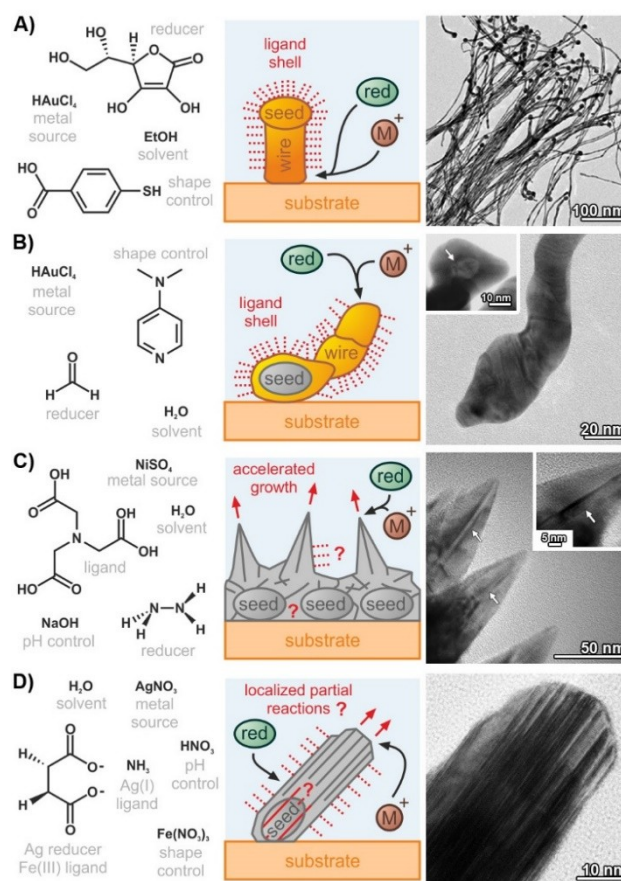 A)
HO
HO
H
O
O
HO
OH
reducer
HAuCl₄
metal
source
EtOH
solvent
HO
O
SH
shape
control
ligand
shell
seed
wire
red
M⁺
substrate
100 nm
B)
HAuCl₄
metal
source
shape control
N
N
O
H
H
reducer
H₂O
solvent
red
M⁺
ligand
shell
wire
seed
substrate
10 nm
20 nm
C)
NiSO₄
metal source
H₂O
solvent
OH
O
N
O
OH
O
OH
ligand
NaOH
pH control
H
H
N
N
H
H
reducer
accelerated
growth
red
M⁺
?
seed
?
seed
seed
substrate
5 nm
50 nm
D)
H₂O
solvent
AgNO₃
metal
source
H
H
O
O-
O-
O
NH₃
Ag(I)
ligand
HNO₃
pH
control
Ag reducer
Fe(III) ligand
Fe(NO₃)₃
shape
control
localized partial
reactions ?
red
?
seed
M⁺
substrate
10 nm